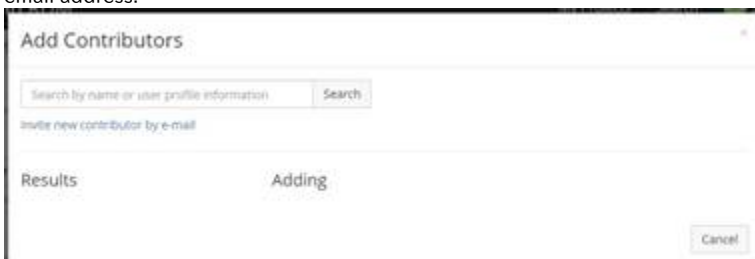 email address.
Add Contributors
×
Search by name or user profile information Search
Invite new contributor by e-mail
Results Adding
Cancel